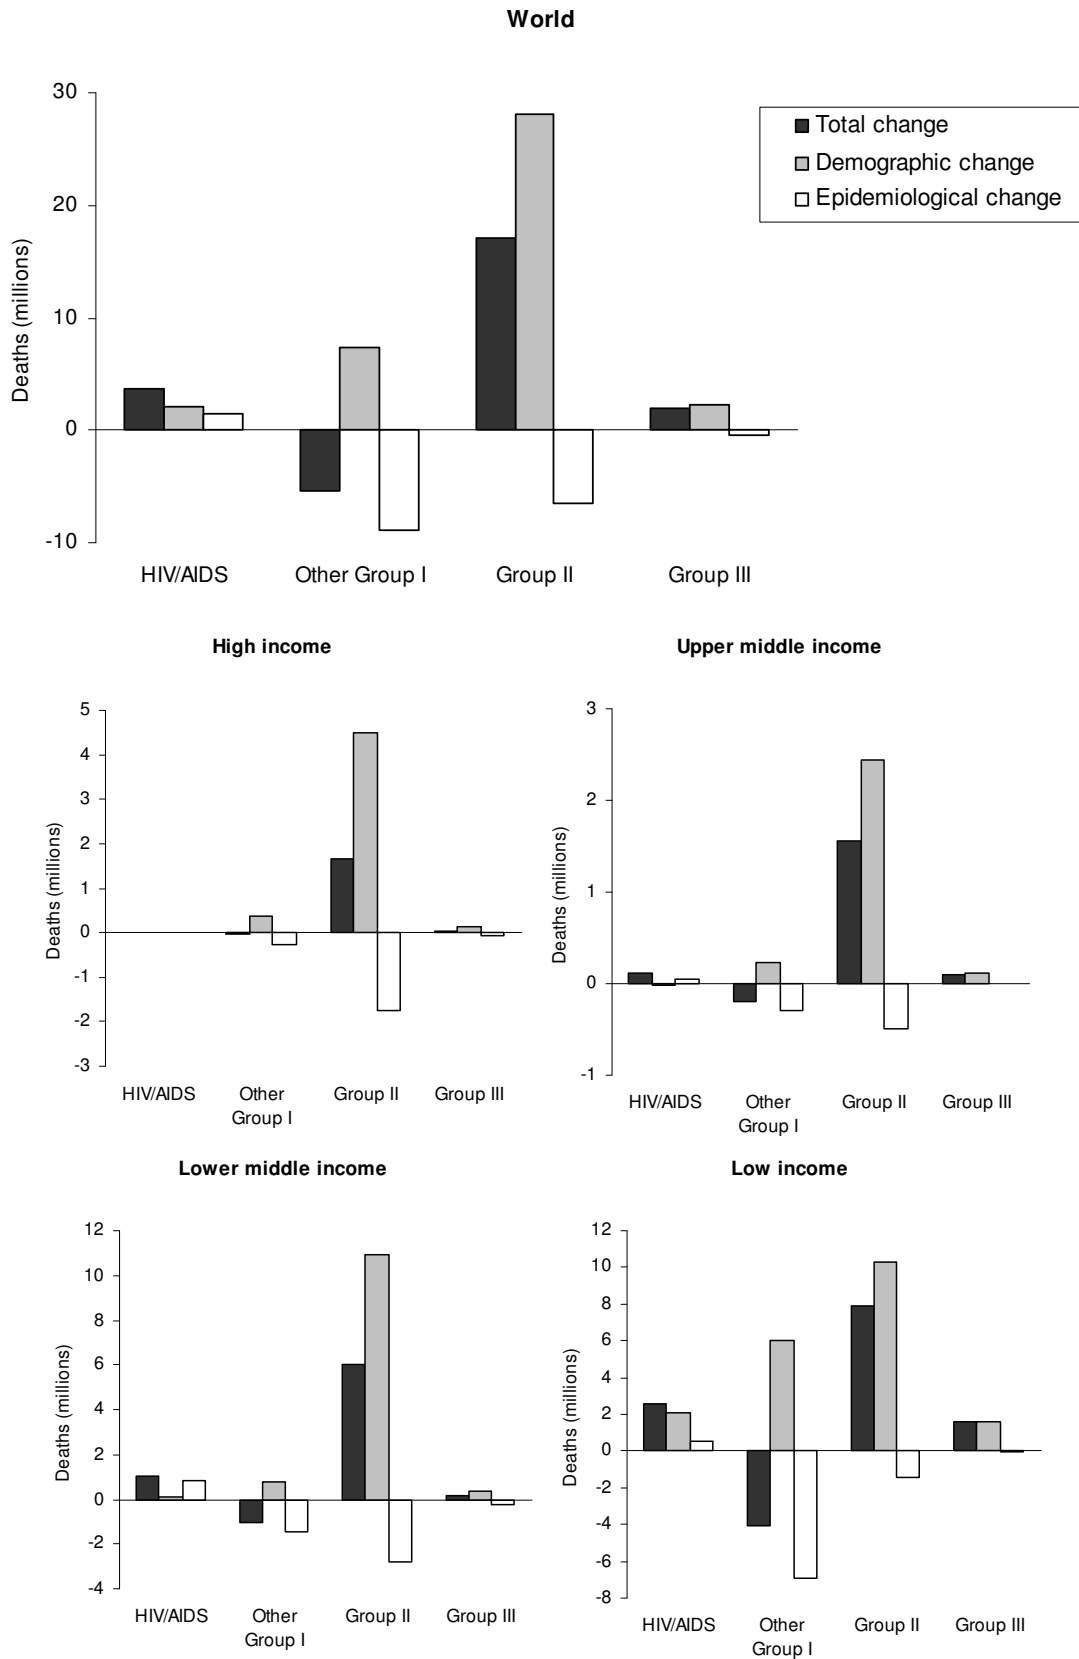 World
30
20
10
0
-10
Deaths (millions)
Total change
Demographic change
Epidemiological change
HIV/AIDS
Other Group I
Group II
Group III
High income
5
4
3
2
1
0
-1
-2
-3
Deaths (millions)
HIV/AIDS
Other
Group I
Group II
Group III
Upper middle income
3
2
1
0
-1
Deaths (millions)
HIV/AIDS
Other
Group I
Group II
Group III
Lower middle income
12
10
8
6
4
2
0
-2
-4
Deaths (millions)
HIV/AIDS
Other
Group I
Group II
Group III
Low income
12
10
8
6
4
2
0
-2
-4
-6
-8
Deaths (millions)
HIV/AIDS
Other
Group I
Group II
Group III